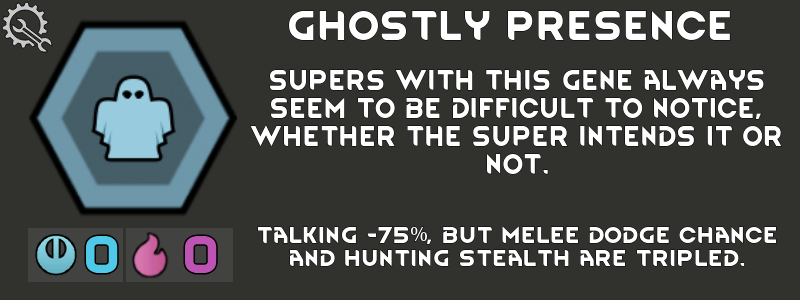 GHOSTLY PRESENCE
SUPERS WITH THIS GENE ALWAYS
SEEM TO BE DIFFICULT TO NOTICE,
WHETHER THE SUPER INTENDS IT OR
NOT.
0 0
TALKING -75%, BUT MELEE DODGE CHANCE
AND HUNTING STEALTH ARE TRIPLED.